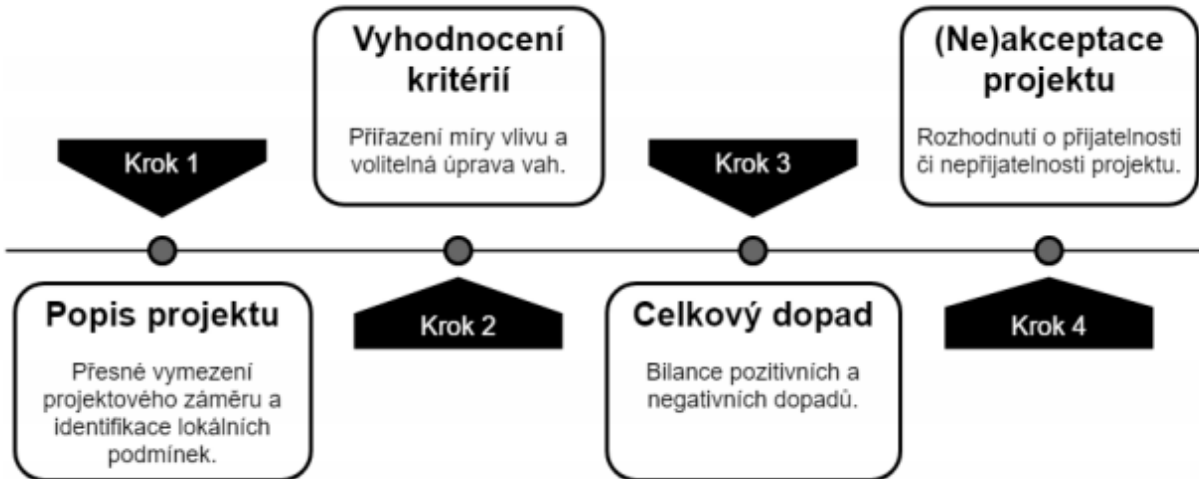 Krok 1
Popis projektu
Přesné vymezení
projektového záměru a
identifikace lokálních
podmínek.
Vyhodnocení
kritérií
Přiřazení míry vlivu a
volitelná úprava vah.
Krok 2
Krok 3
Celkový dopad
Bilance pozitivních a
negativních dopadů.
(Ne)akceptace
projektu
Rozhodnutí o přijatelnosti
či nepřijatelnosti projektu.
Krok 4